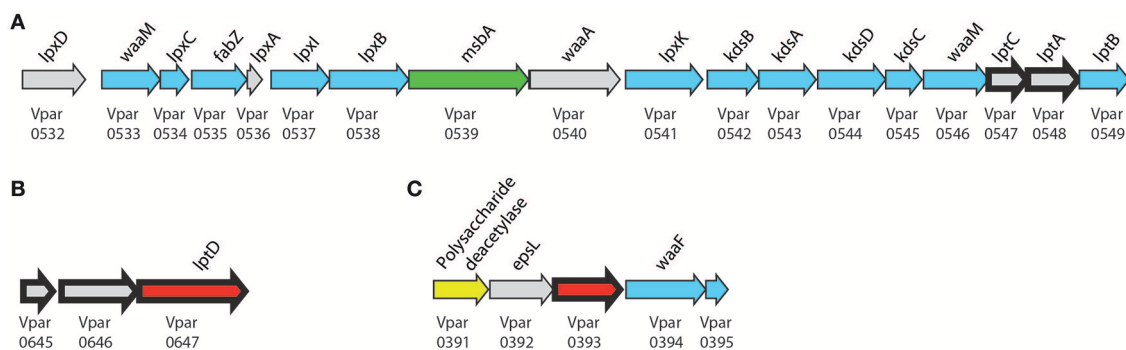 A
lpxD waaM lpxC fabZ lpxA lpxI lpxB msbA waaA lpxK kdsB kdsA kdsD kdsC waaM lptC lptA lptB
Vpar Vpar Vpar Vpar Vpar Vpar Vpar Vpar Vpar Vpar Vpar Vpar Vpar Vpar Vpar Vpar Vpar Vpar
0532 0533 0534 0535 0536 0537 0538 0539 0540 0541 0542 0543 0544 0545 0546 0547 0548 0549
B
lptD
Vpar Vpar Vpar
0645 0646 0647
C
Polysaccharide
deacetylase
epsL waaF
Vpar Vpar Vpar Vpar Vpar
0391 0392 0393 0394 0395